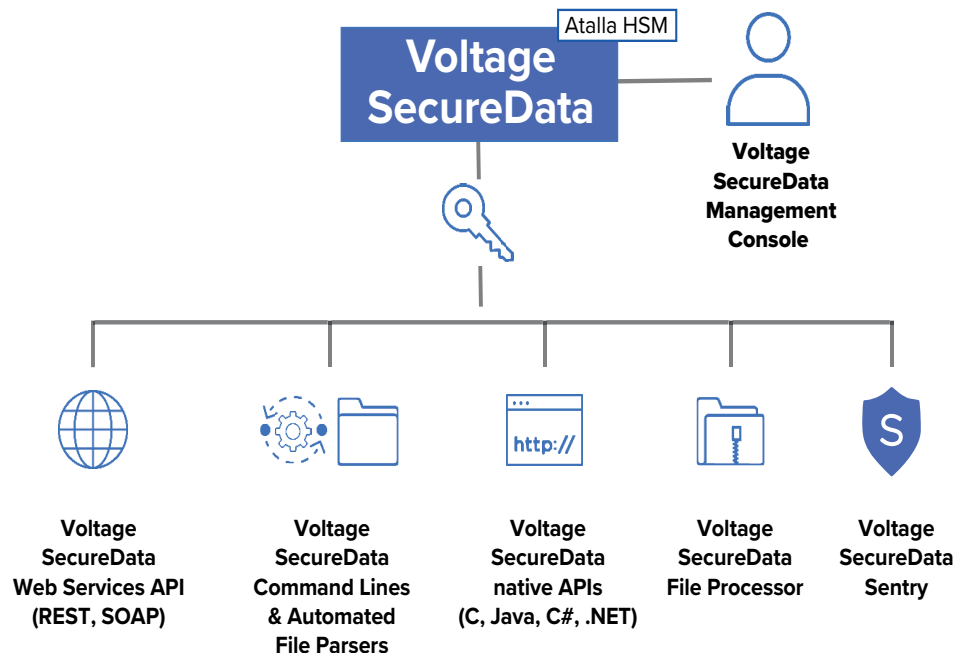 Atalla HSM
Voltage
SecureData
Voltage
SecureData
Management
Console
http://
S
Voltage
SecureData
Web Services API
(REST, SOAP)
Voltage
SecureData
Command Lines
& Automated
File Parsers
Voltage
SecureData
native APIs
(C, Java, C#, .NET)
Voltage
SecureData
File Processor
Voltage
SecureData
Sentry